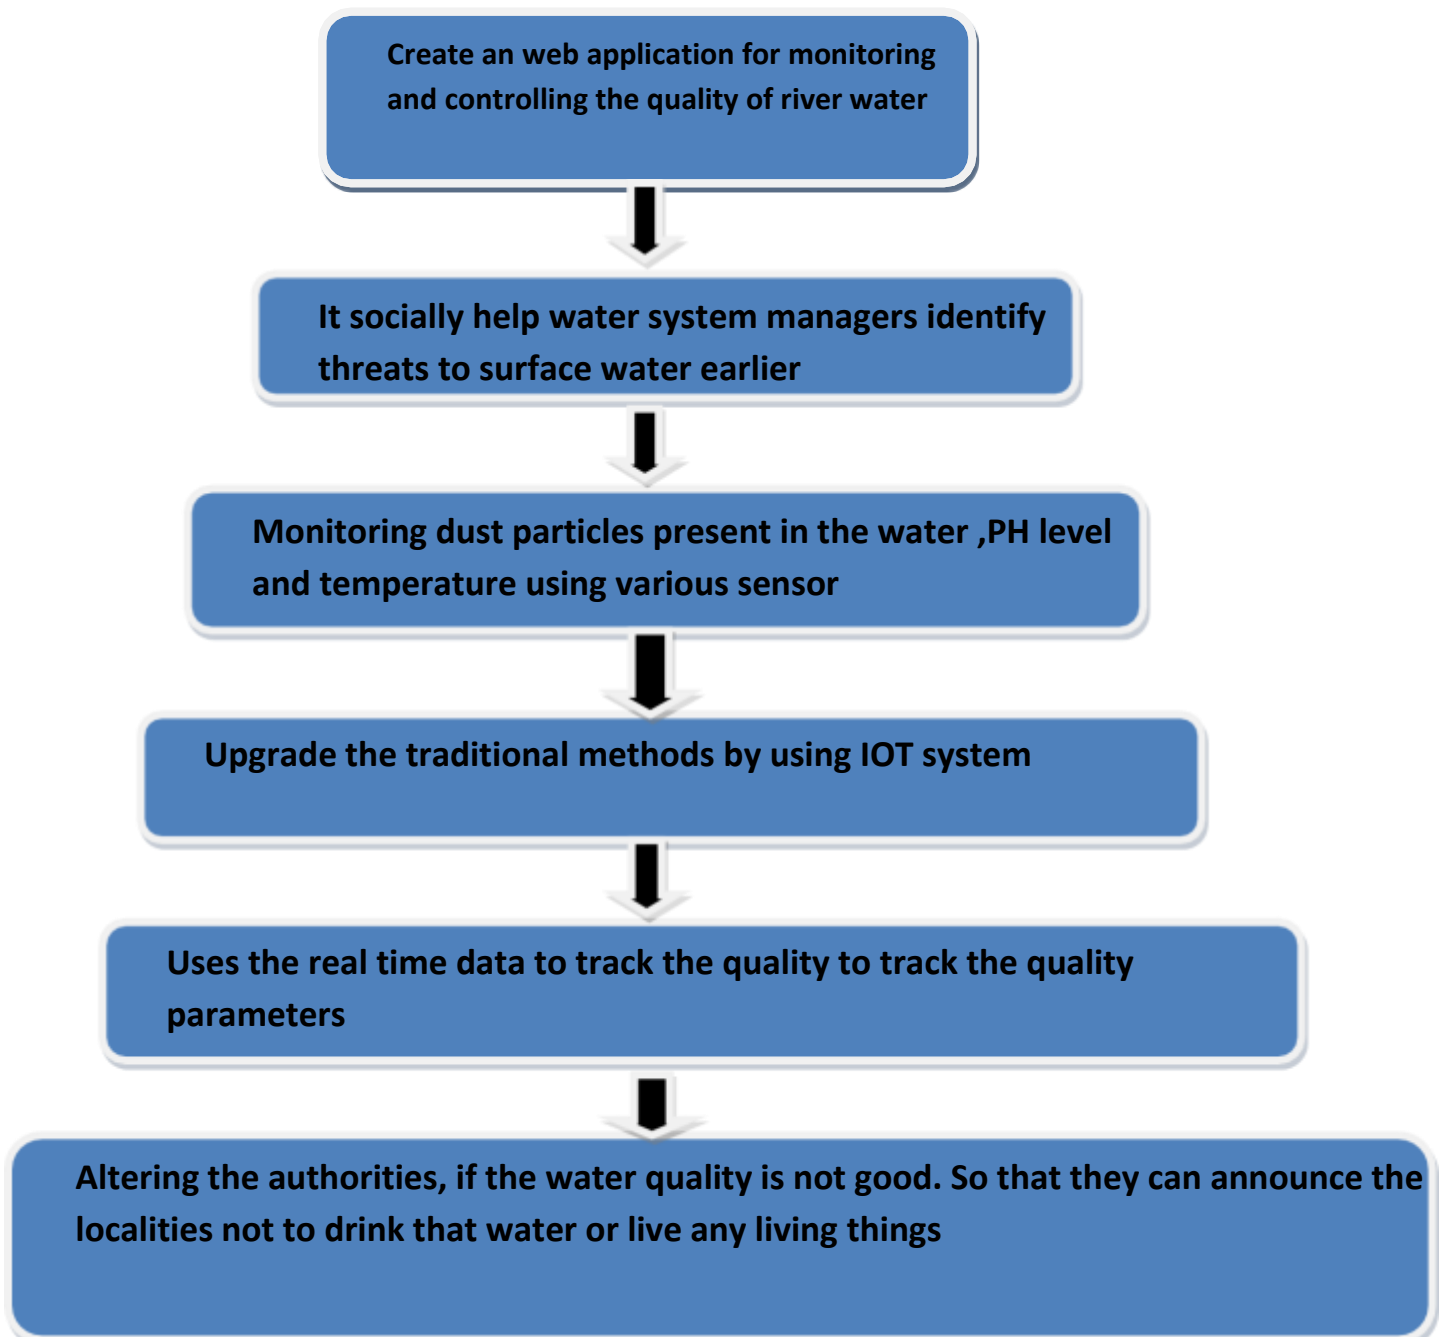 Create an web application for monitoring
and controlling the quality of river water
It socially help water system managers identify
threats to surface water earlier
Monitoring dust particles present in the water ,PH level
and temperature using various sensor
Upgrade the traditional methods by using IOT system
Uses the real time data to track the quality to track the quality
parameters
Altering the authorities, if the water quality is not good. So that they can announce the
localities not to drink that water or live any living things